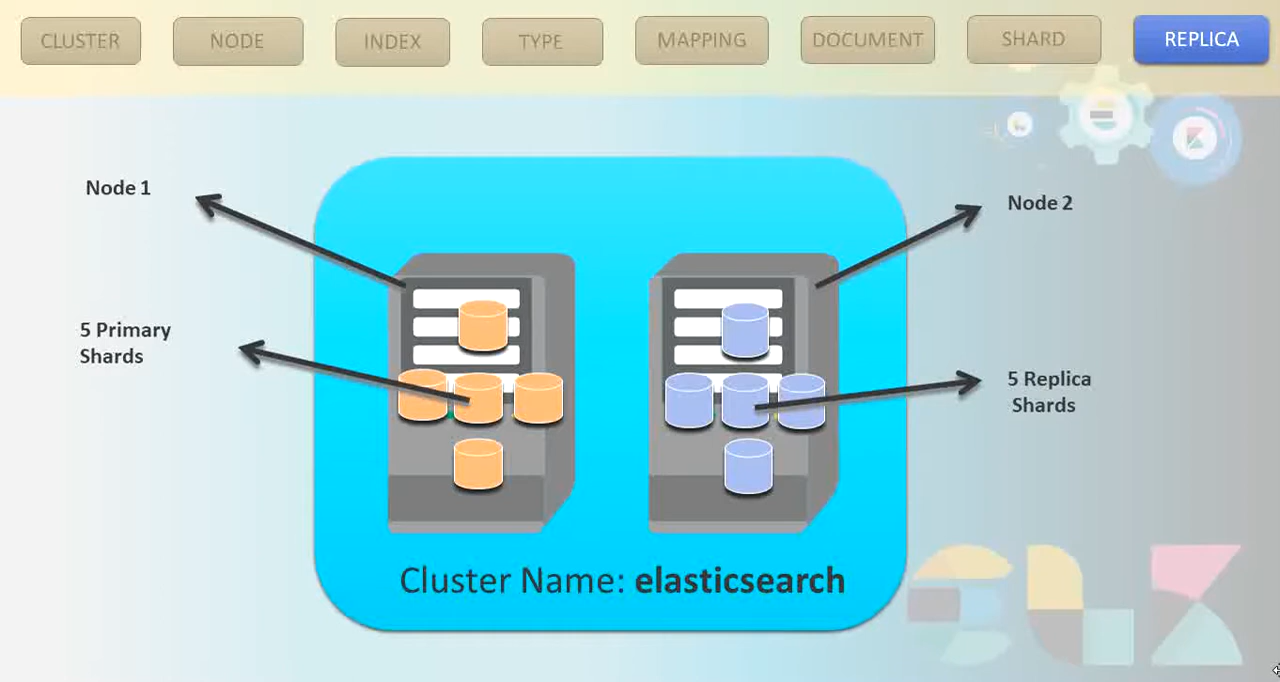 CLUSTER
NODE
INDEX
TYPE
MAPPING
DOCUMENT
SHARD
REPLICA
Node 1
Node 2
5 Primary
Shards
5 Replica
Shards
Cluster Name: elasticsearch